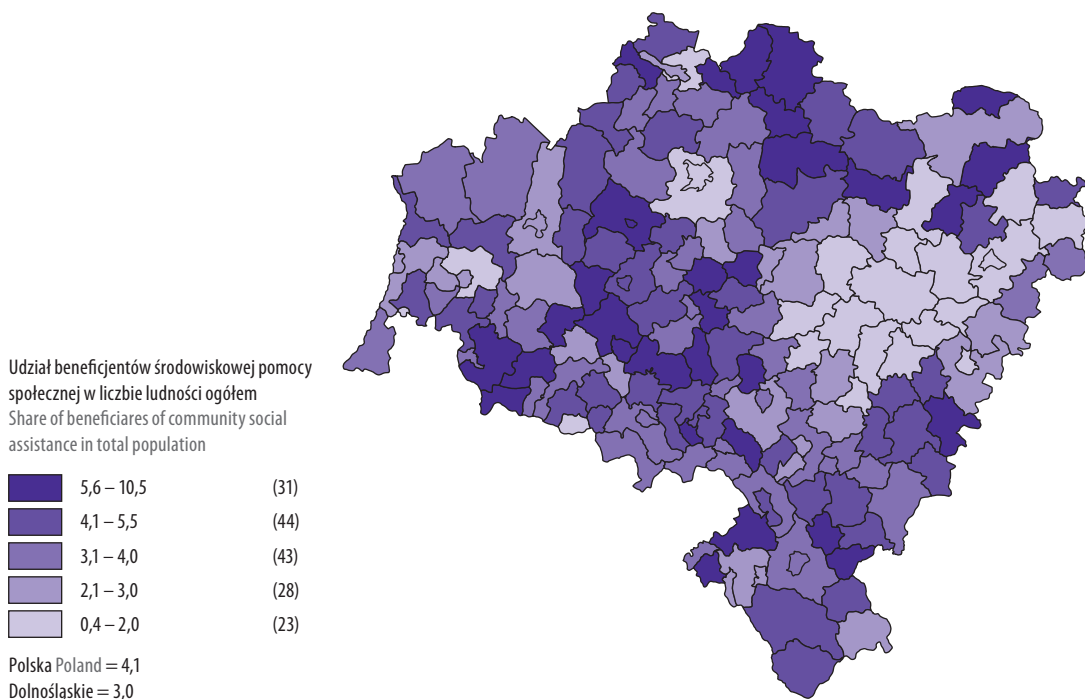 Udział beneficjentów środowiskowej pomocy
społecznej w liczbie ludności ogółem
Share of beneficiares of community social
assistance in total population
5,6 – 10,5 (31)
4,1 – 5,5 (44)
3,1 – 4,0 (43)
2,1 – 3,0 (28)
0,4 – 2,0 (23)
Polska Poland = 4,1
Dolnośląskie = 3,0